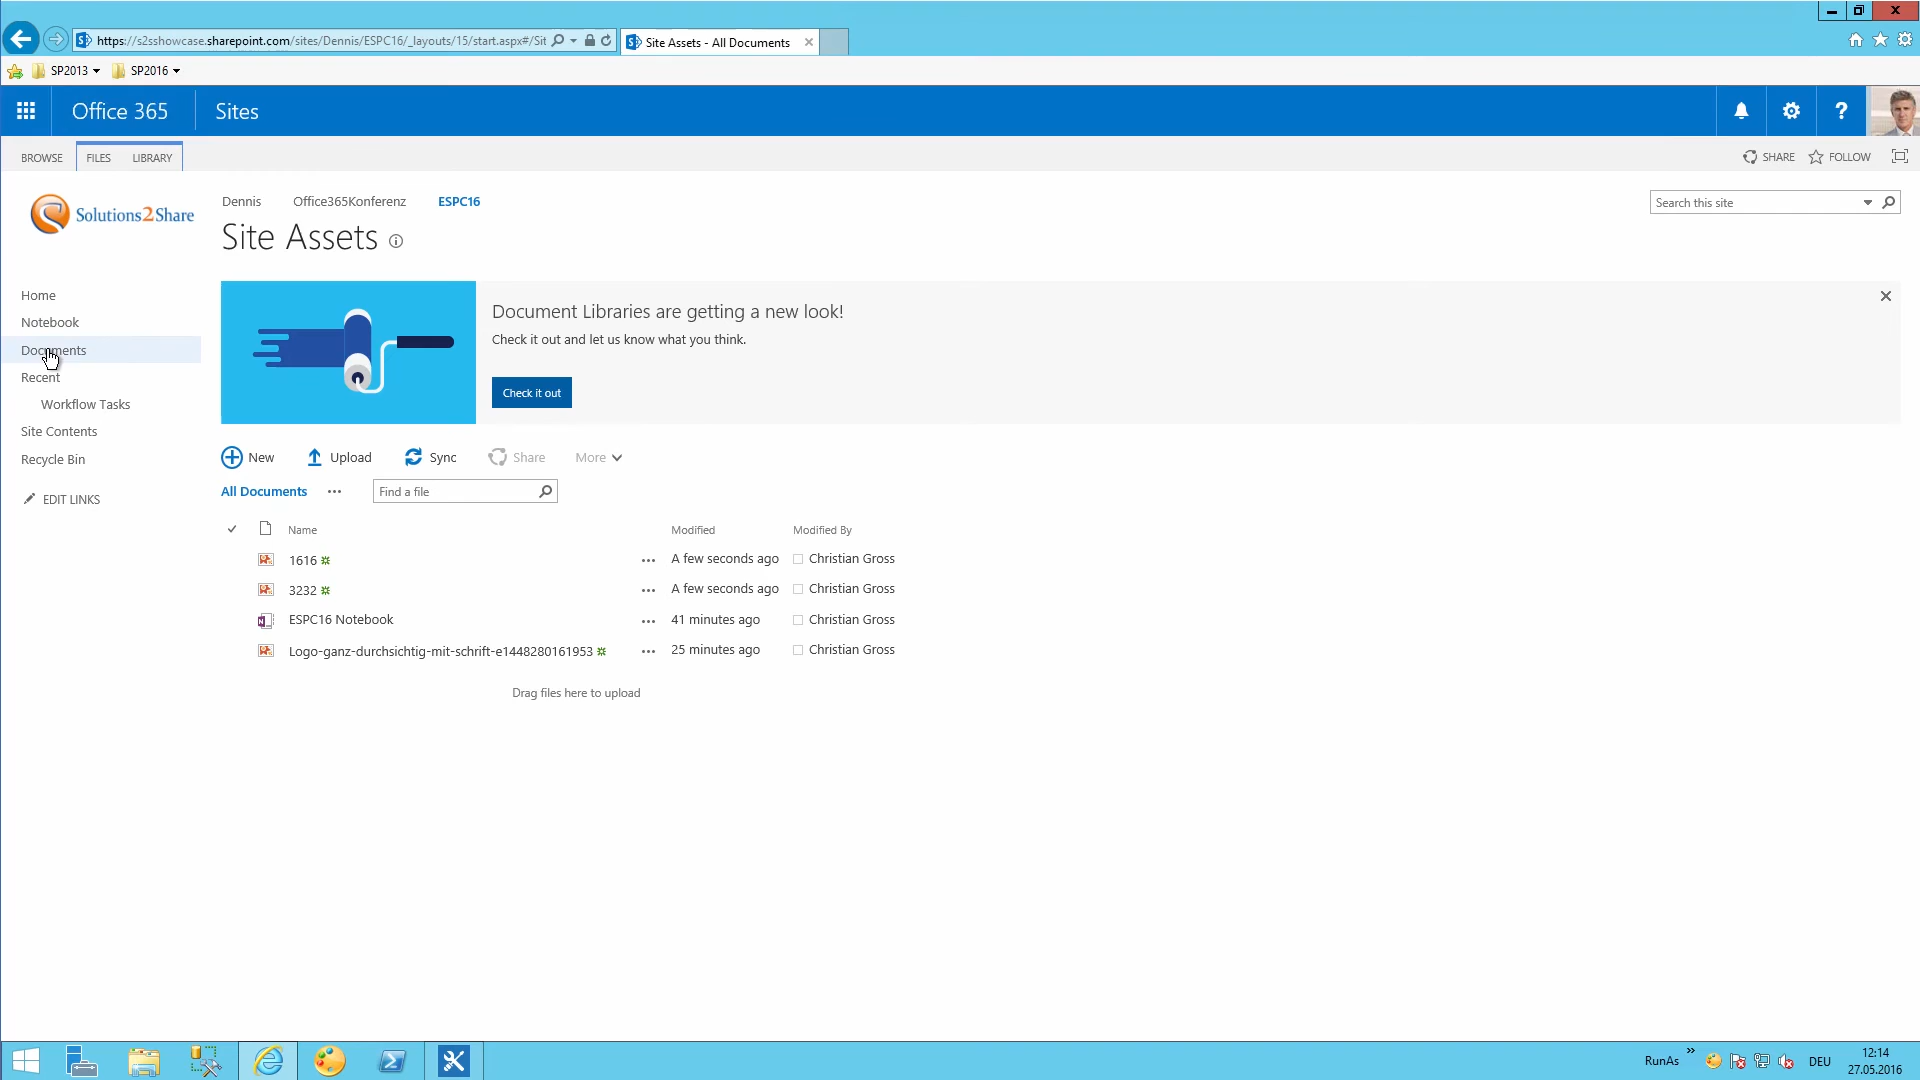 https://s2sshowcase.sharepoint.com/sites/Dennis/ESPC16/_layouts/15/start.aspx#/Sit
Site Assets - All Documents
SP2013
SP2016
Office 365
Sites
?
BROWSE
FILES
LIBRARY
SHARE
FOLLOW
Solutions2Share
Dennis
Office365Konferenz
ESPC16
Search this site
Site Assets
Home
Notebook
Documents
Recent
Workflow Tasks
Site Contents
Recycle Bin
EDIT LINKS
Document Libraries are getting a new look!
Check it out and let us know what you think.
Check it out
New
Upload
Sync
Share
More
All Documents
...
Find a file
Name
Modified
Modified By
1616
... A few seconds ago
Christian Gross
3232
... A few seconds ago
Christian Gross
ESPC16 Notebook
... 41 minutes ago
Christian Gross
Logo-ganz-durchsichtig-mit-schrift-e1448280161953
... 25 minutes ago
Christian Gross
Drag files here to upload
RunAs
DEU
12:14
27.05.2016